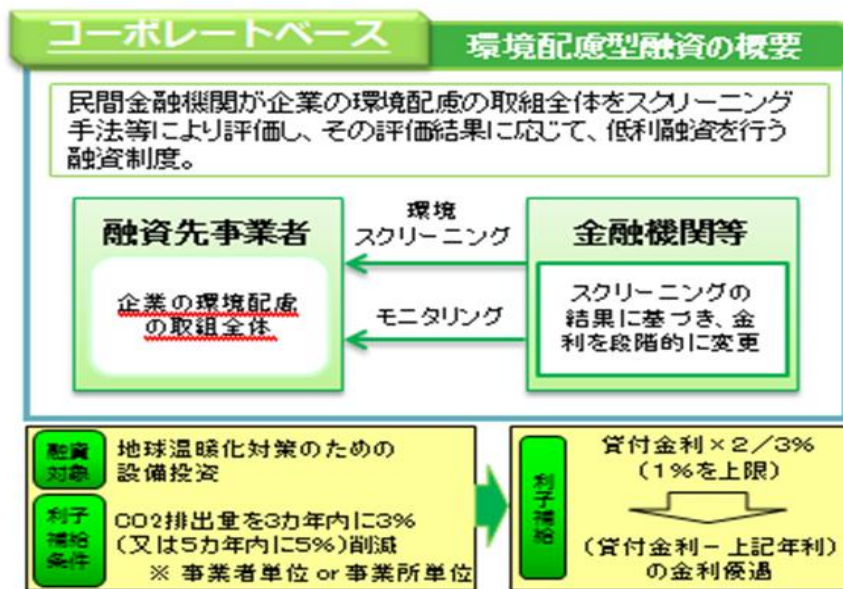 コーポレートベース
環境配慮型融資の概要
民間金融機関が企業の環境配慮の取組全体をスクリーニング
手法等により評価し、その評価結果に応じて、低利融資を行う
融資制度。
融資先事業者
企業の環境配慮
の取組全体
環境
スクリーニング
モニタリング
金融機関等
スクリーニングの
結果に基づき、金
利を段階的に変更
融資
対象
地球温暖化対策のための
設備投資
利子
補給
条件
CO2排出量を3カ年内に3%
(又は5カ年内に5%)削減
※ 事業者単位 or 事業所単位
利子補給
貸付金利×2/3%
(1%を上限)
(貸付金利-上記年利)
の金利優遇